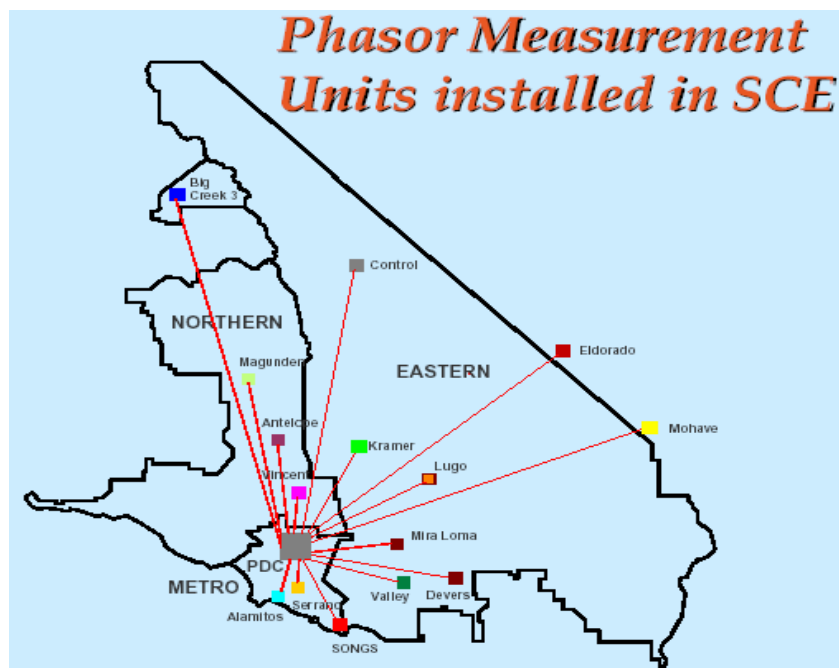 Phasor Measurement
Units installed in SCE
Big
Creek 3
Control
NORTHERN
Eldorado
Magunden
EASTERN
Antelope
Mohave
Kramer
Vincent
Lugo
Mira Loma
PDC
METRO
Serrano
Valley
Devers
Alamitos
SONGS